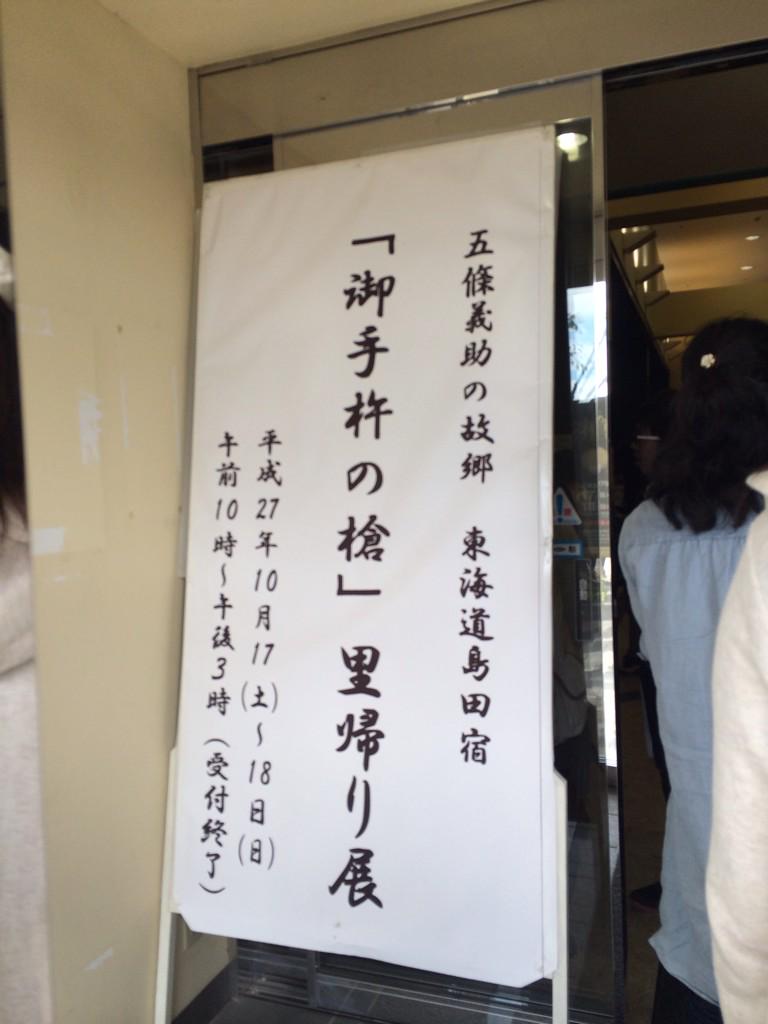 五條義助の故郷 東海道島田宿
「御手杵の槍」里帰り展
平成27年10月17(土)~18日(日)
午前10時~午後3時(受付終了)